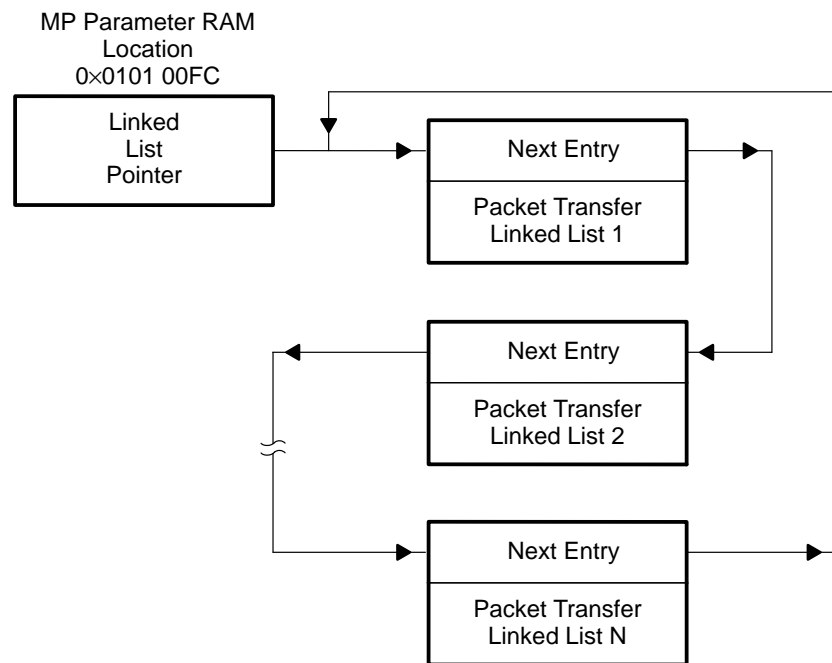 MP Parameter RAM
Location
0×0101 00FC
Linked
List
Pointer
Next Entry
Packet Transfer
Linked List 1
Next Entry
Packet Transfer
Linked List 2
Next Entry
Packet Transfer
Linked List N